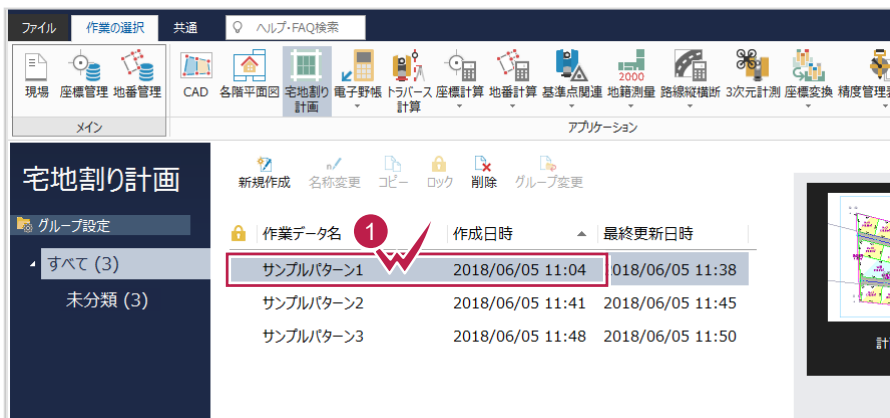 ファイル 作業の選択 共通 ヘルプ・FAQ検索
現場 座標管理 地番管理 CAD 各階平面図 宅地割り計画 電子野帳 トラバース計算 座標計算 地番計算 基準点関連 2000 地籍測量 路線縦横断 3次元計測 座標変換 精度管理
メイン アプリケーション
宅地割り計画
新規作成 名称変更 コピー ロック 削除 グループ変更
グループ設定
作業データ名 1 作成日時 最終更新日時
すべて (3)
サンプルパターン1 2018/06/05 11:04 2018/06/05 11:38
未分類 (3)
サンプルパターン2 2018/06/05 11:41 2018/06/05 11:45
サンプルパターン3 2018/06/05 11:48 2018/06/05 11:50
計